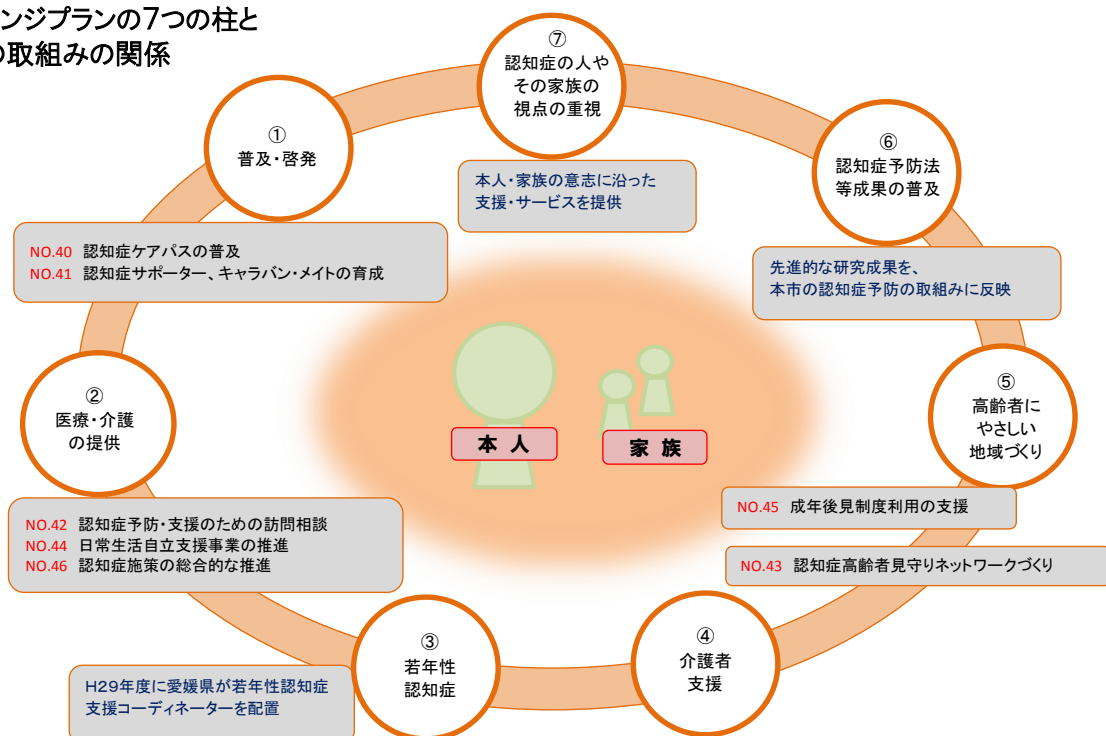 ンジプランの7つの柱と
の取組みの関係
⑦
認知症の人や
その家族の
視点の重視
本人・家族の意志に沿った
支援・サービスを提供
①
普及・啓発
NO.40 認知症ケアパスの普及
NO.41 認知症サポーター、キャラバン・メイトの育成
⑥
認知症予防法
等成果の普及
先進的な研究成果を、
本市の認知症予防の取組みに反映
本人
家族
②
医療・介護
の提供
NO.42 認知症予防・支援のための訪問相談
NO.44 日常生活自立支援事業の推進
NO.46 認知症施策の総合的な推進
⑤
高齢者に
やさしい
地域づくり
NO.45 成年後見制度利用の支援
NO.43 認知症高齢者見守りネットワークづくり
③
若年性
認知症
H29年度に愛媛県が若年性認知症
支援コーディネーターを配置
④
介護者
支援